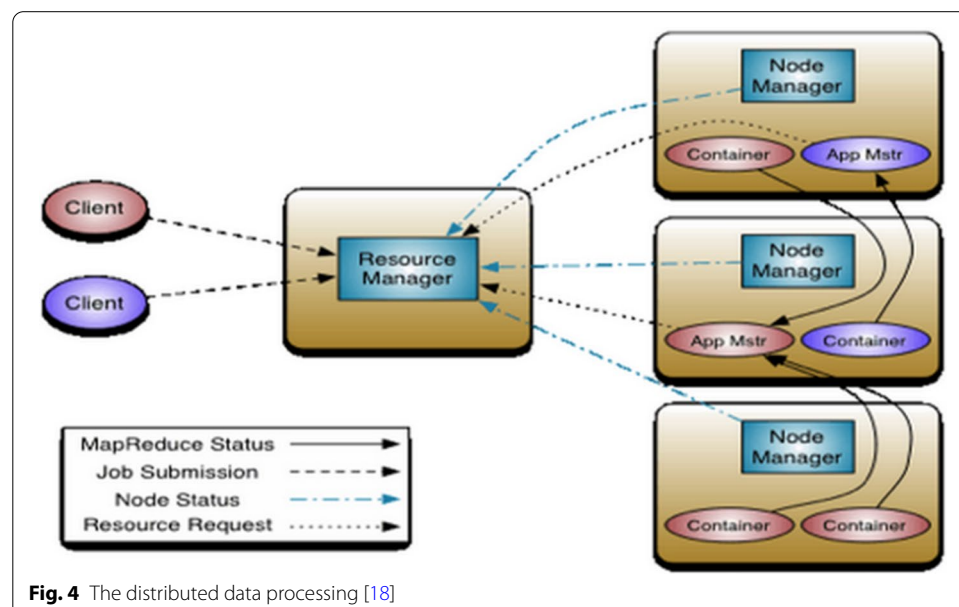 Client
Client
Resource
Manager
Node
Manager
Container
App Mstr
Node
Manager
App Mstr
Container
Node
Manager
Container
Container
MapReduce Status
Job Submission
Node Status
Resource Request
Fig. 4 The distributed data processing [18]